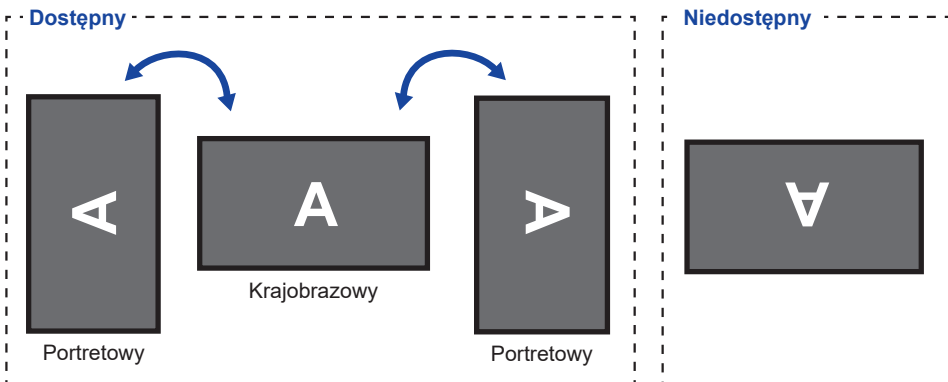 Dostępny
Niedostępny
A
A
A
A
Krajobrazowy
Portretowy
Portretowy